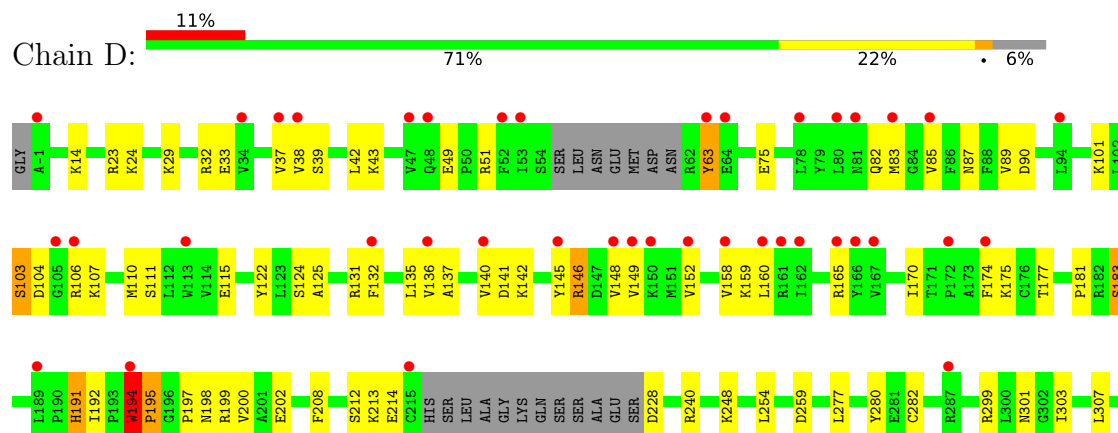 11%
Chain D:
71% 22% • 6%
GLY A-1 K14 R23 K24 K29 R32 E33 V34 V37 V38 S39 L42 K43 V47 Q48 E49 P50 R51 F52 I53 S54 SER LEU ASN GLU MET ASP ASN R62 Y63 E64 E75 L78 Y79 L80 N81 Q82 M83 G84 V85 F86 N87 F88 V89 D90 L94 K101 L102
S103 D104 G105 R106 K107 M110 S111 L112 W113 V114 E115 Y122 L123 S124 A125 R131 F132 L135 V136 A137 V140 D141 K142 Y145 R146 D147 V148 V149 K150 M151 V152 V158 K159 L160 R161 I162 R165 Y166 V167 I170 T171 P172 A173 F174 K175 C176 T177 P181 R182 S183
L189 P190 H191 I192 P193 W194 P195 G196 P197 N198 R199 V200 A201 E202 F208 S212 K213 E214 C215 HIS SER LEU ALA GLY LYS GLN SER SER ALA GLU SER D228 R240 K248 L254 D259 L277 Y280 E281 C282 R287 R299 L300 N301 G302 I303 L307